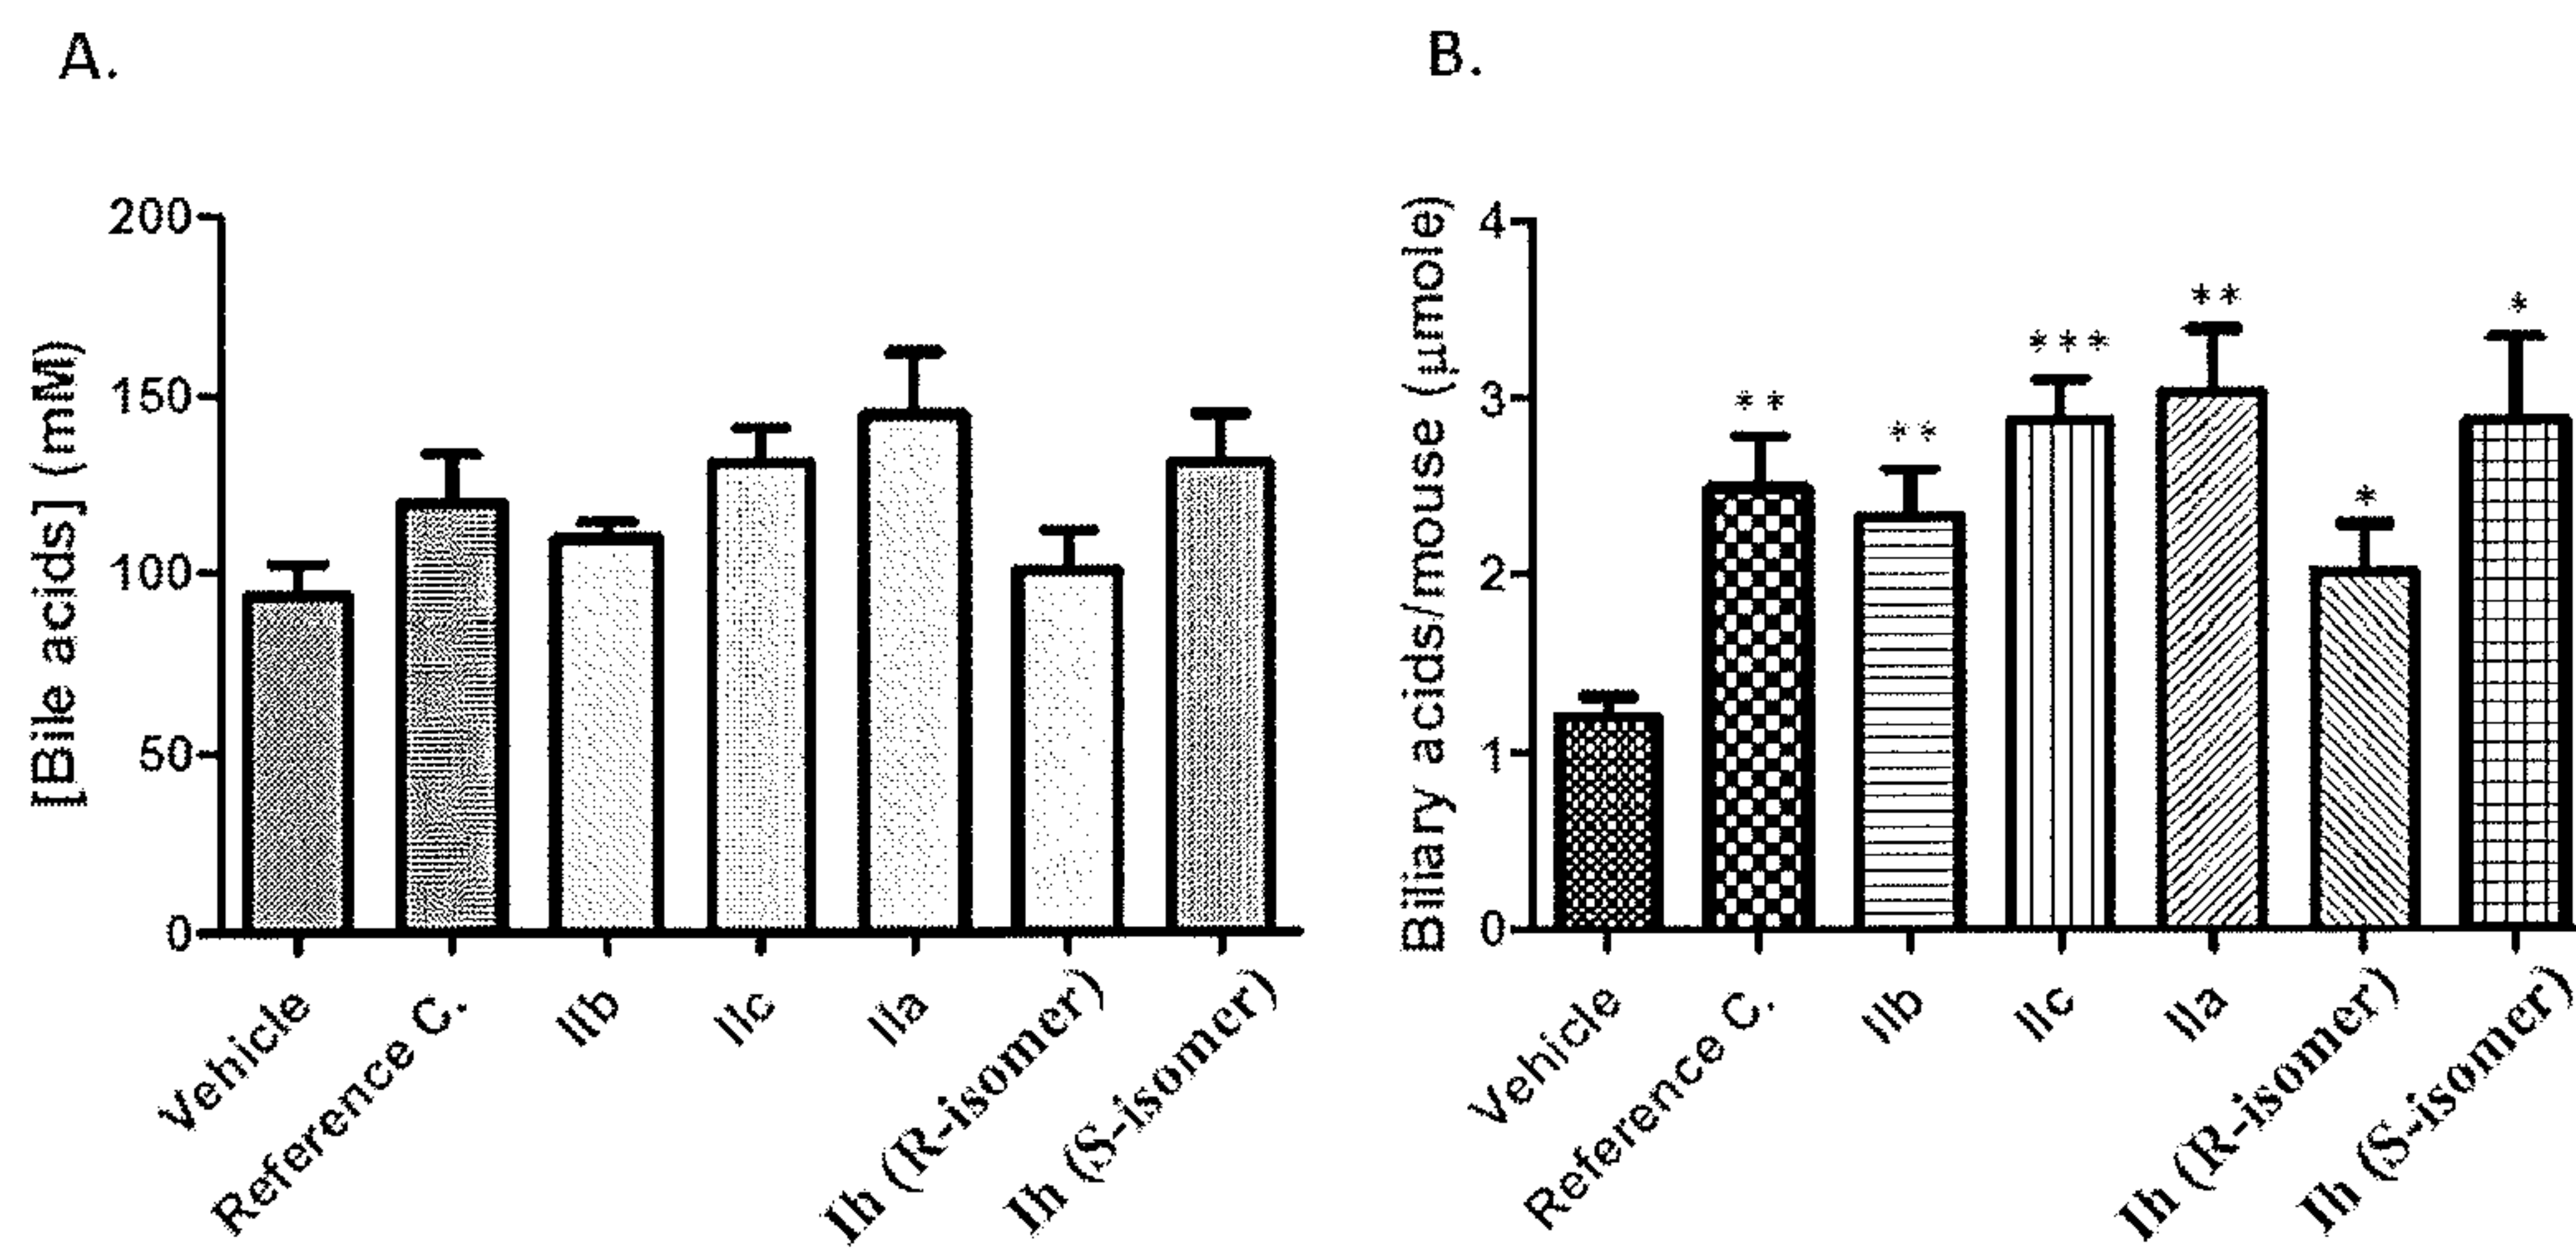 A.
[Bile acids] (mM)
200
150
100
50
0
Vehicle
Reference C.
IIb
IIc
IIa
Ih (R-isomer)
Ih (S-isomer)
B.
Biliary acids/mouse (µmole)
4
3
2
1
0
**
**
***
**
*
*
Vehicle
Reference C.
IIb
IIc
IIa
Ih (R-isomer)
Ih (S-isomer)